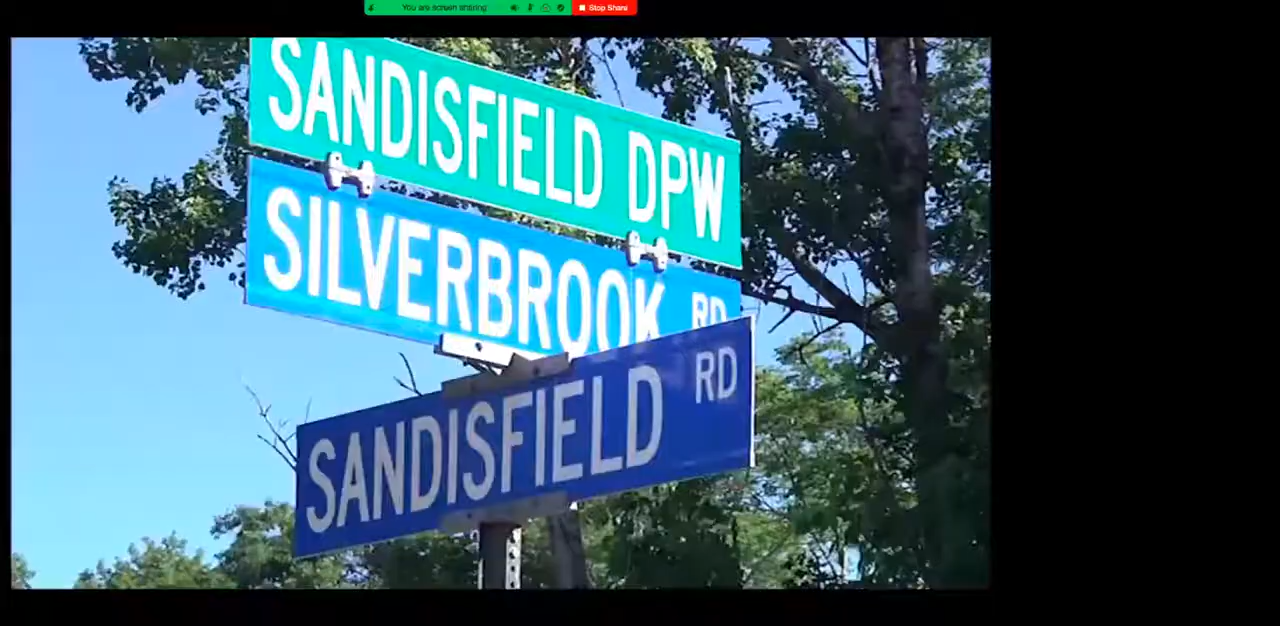 You are screen sharing
Stop Share
SANDISFIELD DPW
SILVERBROOK RD
SANDISFIELD RD